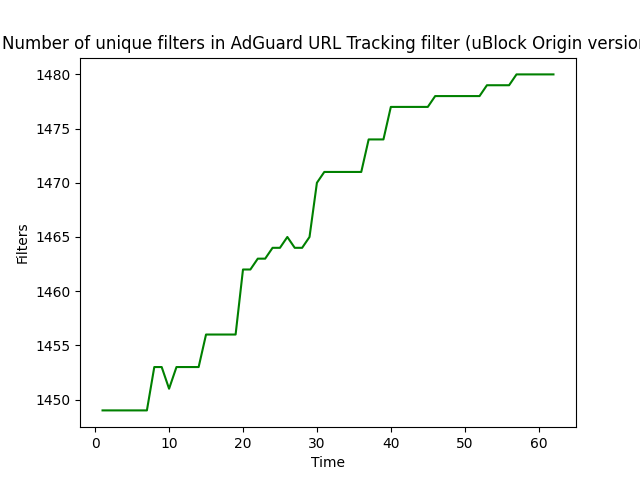 Number of unique filters in AdGuard URL Tracking filter (uBlock Origin version
1480
1475
1470
1465
1460
1455
1450
Filters
0 10 20 30 40 50 60
Time